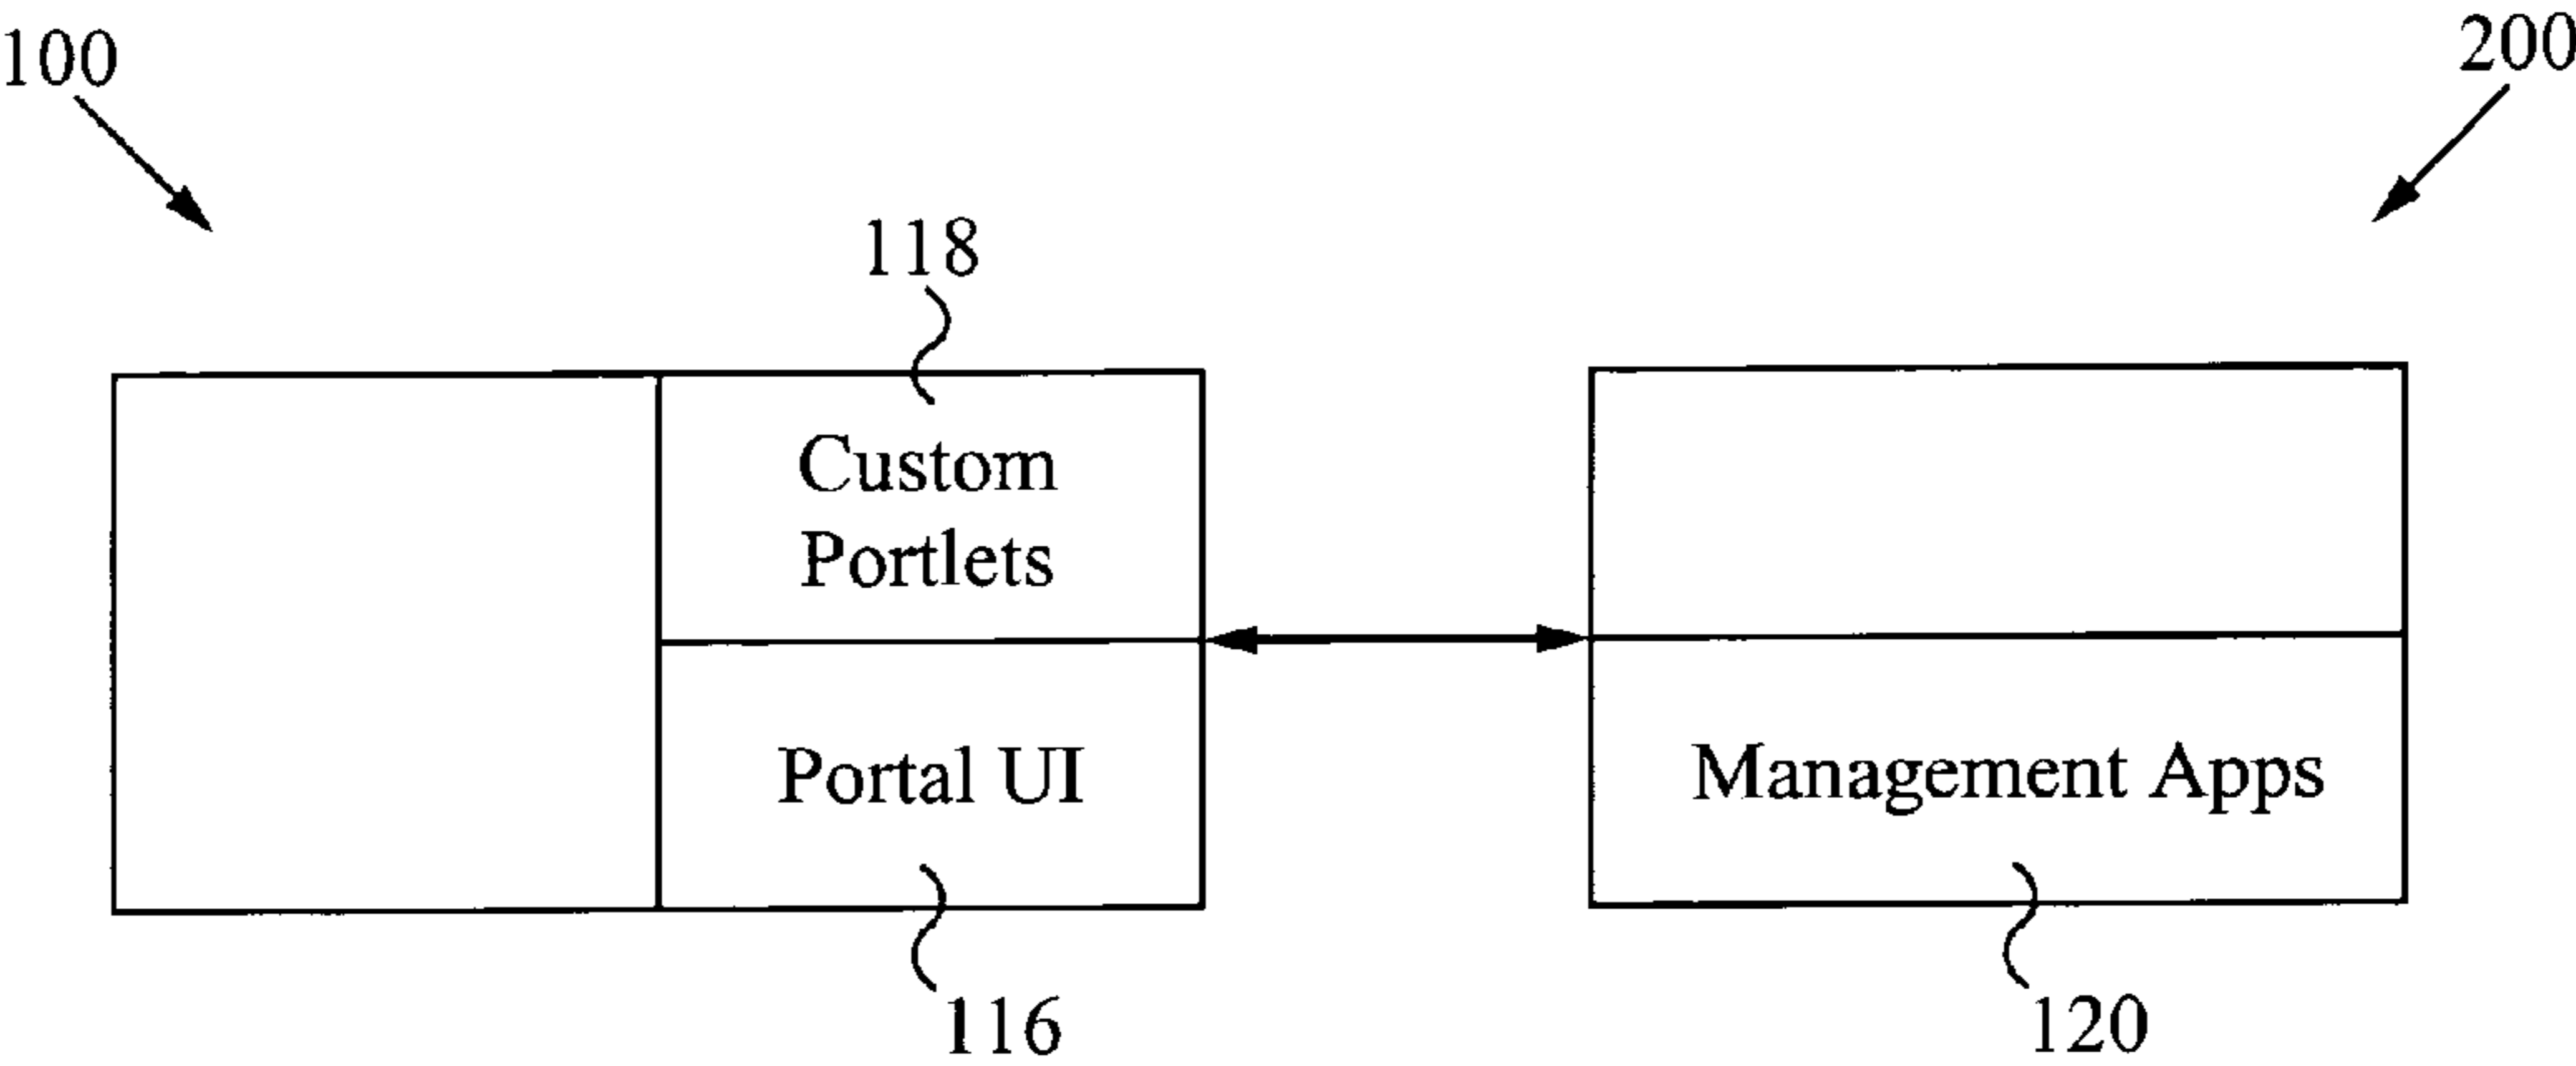 100
200
118
Custom
Portlets
Portal UI
Management Apps
116
120